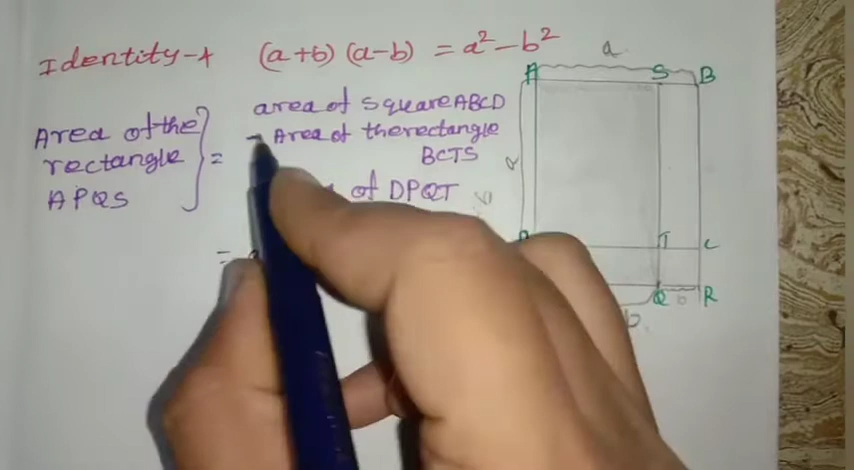 Identity-4 (a+b) (a-b) = a² - b²
Area of the rectangle APQS } =
area of square ABCD
- Area of the rectangle
BCTS
of DPQT
=
a
A S B
a
T C
Q b R
b